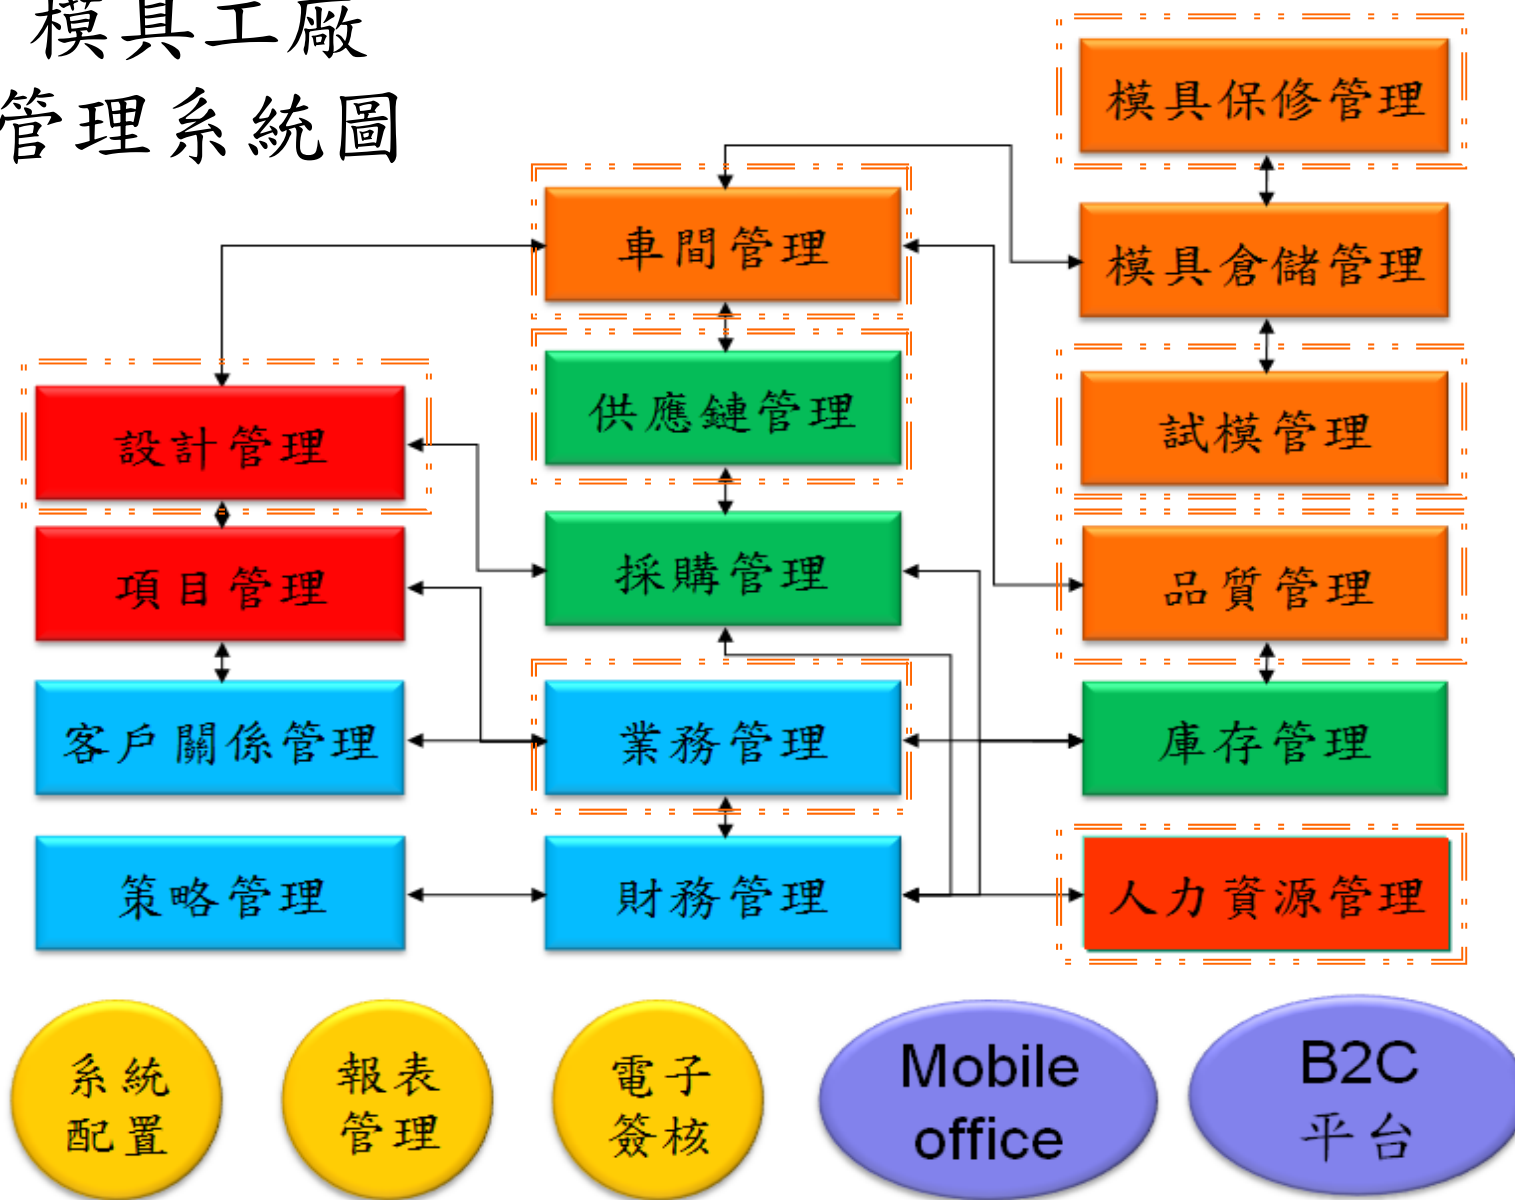 模具工廠
管理系統圖
模具保修管理
車間管理
模具倉儲管理
設計管理
供應鏈管理
試模管理
項目管理
採購管理
品質管理
客戶關係管理
業務管理
庫存管理
策略管理
財務管理
人力資源管理
系統
配置
報表
管理
電子
簽核
Mobile
office
B2C
平台